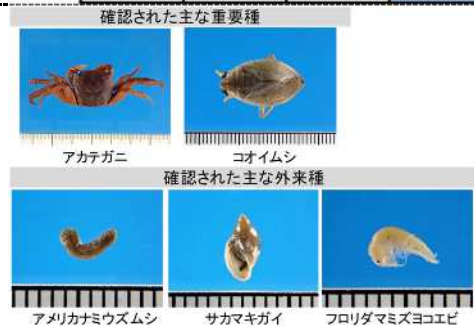 確認された主な重要種
アカテガニ
コオイムシ
確認された主な外来種
アメリカナミウズムシ
サカマキガイ
フロリダマミズヨコエビ